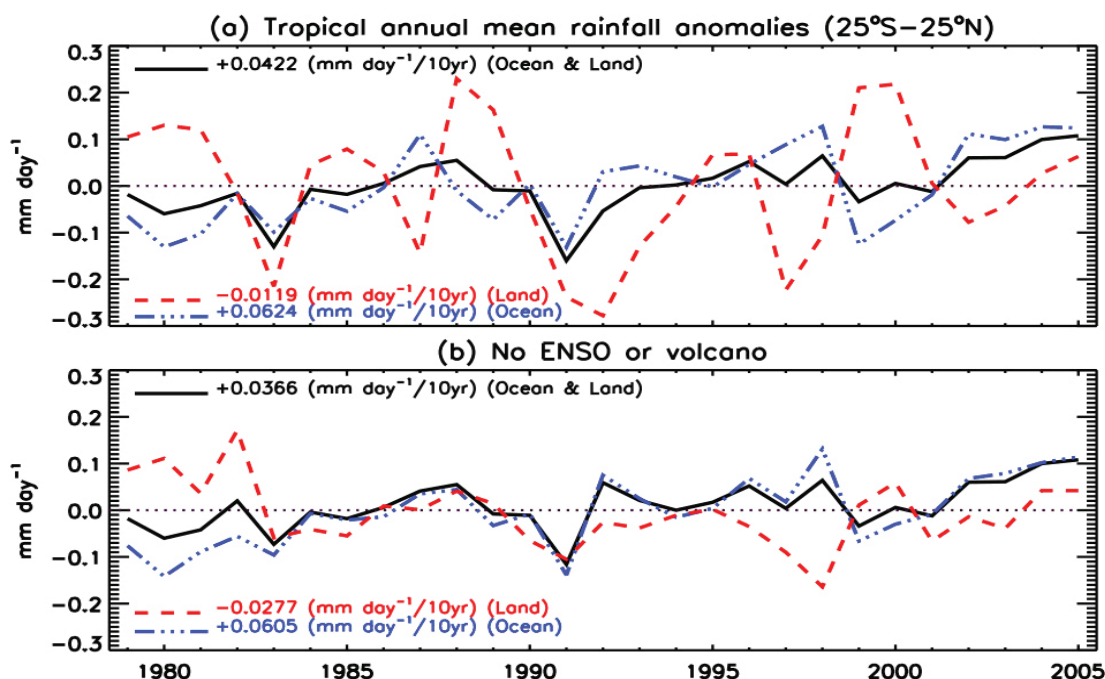 (a) Tropical annual mean rainfall anomalies (25°S−25°N)
0.3
0.2
0.1
0.0
−0.1
−0.2
−0.3
mm day⁻¹
+0.0422 (mm day⁻¹/10yr) (Ocean & Land)
−0.0119 (mm day⁻¹/10yr) (Land)
+0.0624 (mm day⁻¹/10yr) (Ocean)
(b) No ENSO or volcano
0.3
0.2
0.1
0.0
−0.1
−0.2
−0.3
mm day⁻¹
+0.0366 (mm day⁻¹/10yr) (Ocean & Land)
−0.0277 (mm day⁻¹/10yr) (Land)
+0.0605 (mm day⁻¹/10yr) (Ocean)
1980 1985 1990 1995 2000 2005